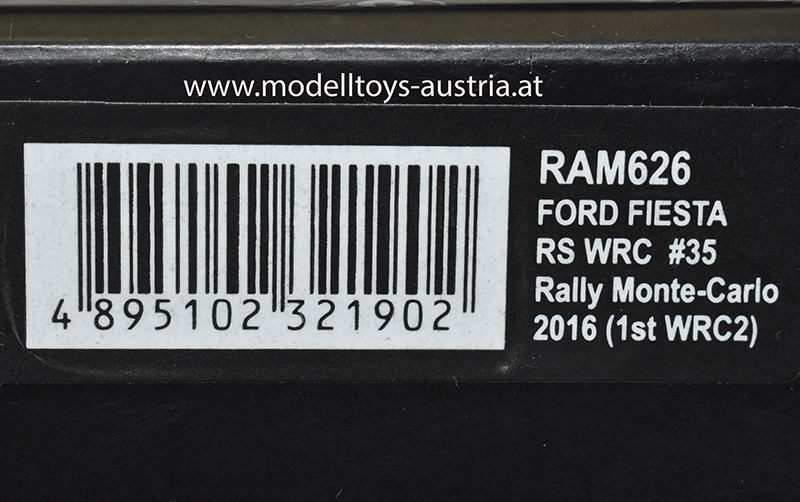 www.modelltoys-austria.at
RAM626
FORD FIESTA
RS WRC #35
Rally Monte-Carlo
2016 (1st WRC2)
4 895102 321902